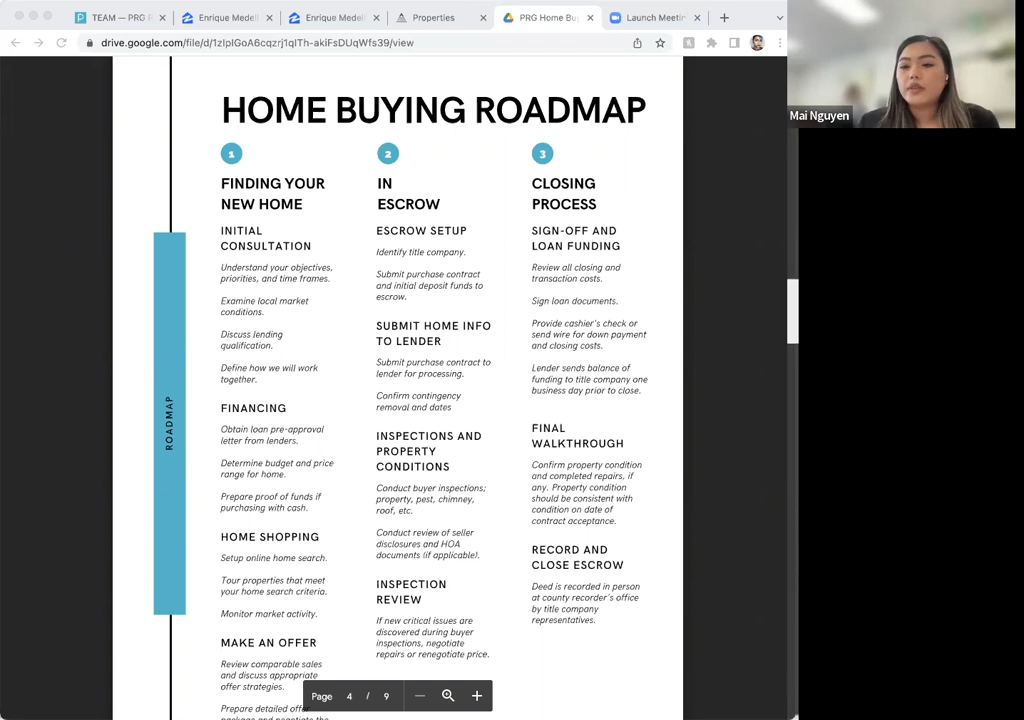 TEAM — PRG R
Enrique Medell
Enrique Medel
Properties
PRG Home Bu
Launch Meetin
drive.google.com/file/d/1zIpIGoA6cqzrj1qITh-akiFsDUqWfs39/view
Mai Nguyen
HOME BUYING ROADMAP
ROADMAP
1
FINDING YOUR
NEW HOME
INITIAL
CONSULTATION
Understand your objectives,
priorities, and time frames.
Examine local market
conditions.
Discuss lending
qualification.
Define how we will work
together.
FINANCING
Obtain loan pre-approval
letter from lenders.
Determine budget and price
range for home.
Prepare proof of funds if
purchasing with cash.
HOME SHOPPING
Setup online home search.
Tour properties that meet
your home search criteria.
Monitor market activity.
MAKE AN OFFER
Review comparable sales
and discuss appropriate
offer strategies.
Prepare detailed offer
package and negotiate the
2
IN
ESCROW
ESCROW SETUP
Identify title company.
Submit purchase contract
and initial deposit funds to
escrow.
SUBMIT HOME INFO
TO LENDER
Submit purchase contract to
lender for processing.
Confirm contingency
removal and dates
INSPECTIONS AND
PROPERTY
CONDITIONS
Conduct buyer inspections;
property, pest, chimney,
roof, etc.
Conduct review of seller
disclosures and HOA
documents (if applicable).
INSPECTION
REVIEW
If new critical issues are
discovered during buyer
inspections, negotiate
repairs or renegotiate price.
3
CLOSING
PROCESS
SIGN-OFF AND
LOAN FUNDING
Review all closing and
transaction costs.
Sign loan documents.
Provide cashier's check or
send wire for down payment
and closing costs.
Lender sends balance of
funding to title company one
business day prior to close.
FINAL
WALKTHROUGH
Confirm property condition
and completed repairs, if
any. Property condition
should be consistent with
condition on date of
contract acceptance.
RECORD AND
CLOSE ESCROW
Deed is recorded in person
at county recorder's office
by title company
representatives.
Page 4 / 9